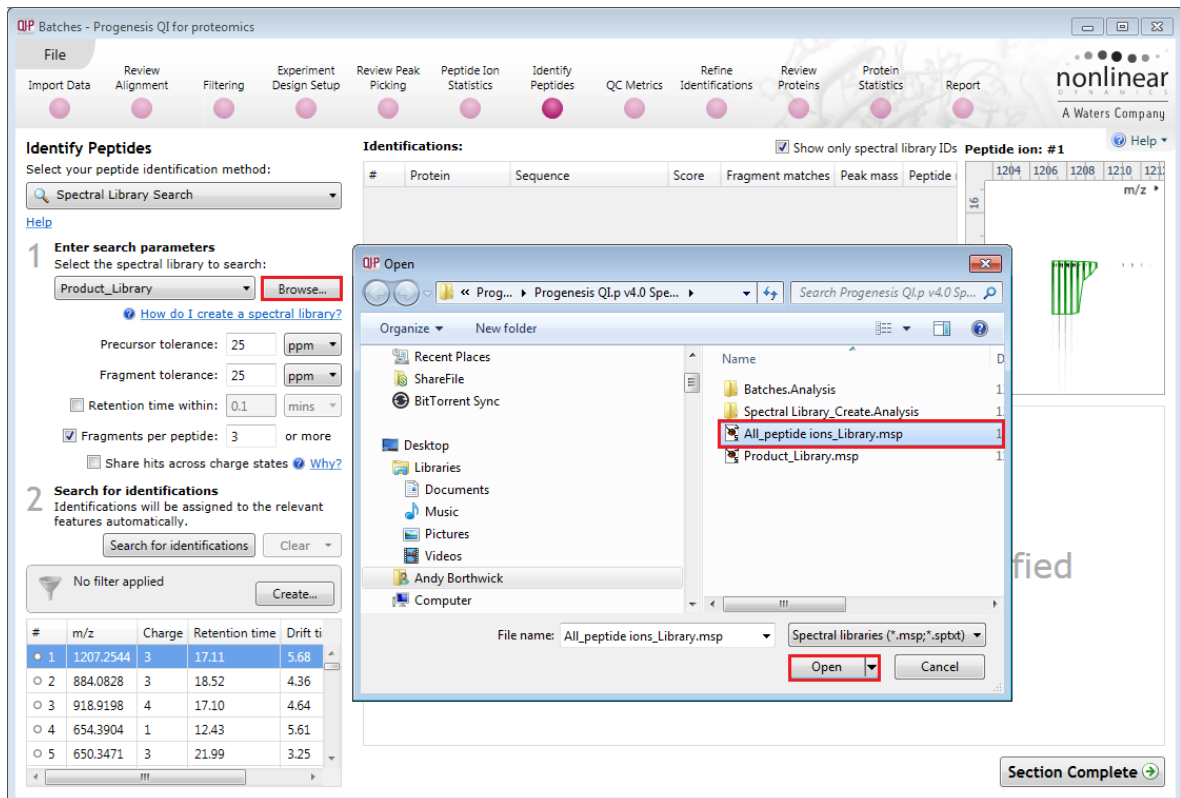 QIP Batches - Progenesis QI for proteomics
File
Import Data
Review Alignment
Filtering
Experiment Design Setup
Review Peak Picking
Peptide Ion Statistics
Identify Peptides
QC Metrics
Refine Identifications
Review Proteins
Protein Statistics
Report
nonlinear
DYNAMICS
A Waters Company
Help
Identify Peptides
Select your peptide identification method:
Spectral Library Search
Help
1 Enter search parameters
Select the spectral library to search:
Product_Library Browse...
How do I create a spectral library?
Precursor tolerance: 25 ppm
Fragment tolerance: 25 ppm
Retention time within: 0.1 mins
Fragments per peptide: 3 or more
Share hits across charge states Why?
2 Search for identifications
Identifications will be assigned to the relevant
features automatically.
Search for identifications Clear
No filter applied
Create...
# m/z Charge Retention time Drift ti
1 1207.2544 3 17.11 5.68
2 884.0828 3 18.52 4.36
3 918.9198 4 17.10 4.64
4 654.3904 1 12.43 5.61
5 650.3471 3 21.99 3.25
Identifications: Show only spectral library IDs
# Protein Sequence Score Fragment matches Peak mass Peptide
Peptide ion: #1
1204 1206 1208 1210 121
m/z
16
QIP Open
« Prog... Progenesis QI.p v4.0 Spe... Search Progenesis QI.p v4.0 Sp...
Organize New folder
Recent Places
ShareFile
BitTorrent Sync
Desktop
Libraries
Documents
Music
Pictures
Videos
Andy Borthwick
Computer
Name D
Batches.Analysis 1
Spectral Library_Create.Analysis 1
All_peptide ions_Library.msp 1
Product_Library.msp 1
File name: All_peptide ions_Library.msp Spectral libraries (*.msp;*.sptxt)
Open Cancel
fied
Section Complete